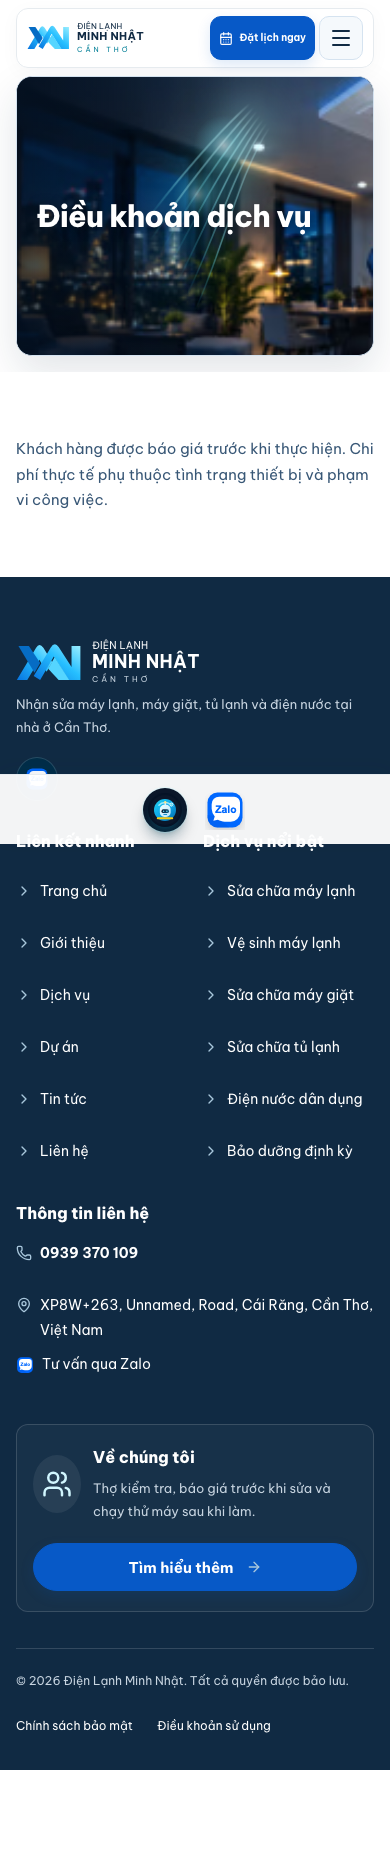 ĐIỆN LẠNH
MINH NHẬT
CẦN THƠ
Đặt lịch ngay
Điều khoản dịch vụ
Khách hàng được báo giá trước khi thực hiện. Chi
phí thực tế phụ thuộc tình trạng thiết bị và phạm
vi công việc.
ĐIỆN LẠNH
MINH NHẬT
CẦN THƠ
Nhận sửa máy lạnh, máy giặt, tủ lạnh và điện nước tại
nhà ở Cần Thơ.
Zalo
Liên kết nhanh
Dịch vụ nổi bật
Trang chủ
Sửa chữa máy lạnh
Giới thiệu
Vệ sinh máy lạnh
Dịch vụ
Sửa chữa máy giặt
Dự án
Sửa chữa tủ lạnh
Tin tức
Điện nước dân dụng
Liên hệ
Bảo dưỡng định kỳ
Thông tin liên hệ
0939 370 109
XP8W+263, Unnamed, Road, Cái Răng, Cần Thơ,
Việt Nam
Zalo
Tư vấn qua Zalo
Về chúng tôi
Thợ kiểm tra, báo giá trước khi sửa và
chạy thử máy sau khi làm.
Tìm hiểu thêm
© 2026 Điện Lạnh Minh Nhật. Tất cả quyền được bảo lưu.
Chính sách bảo mật
Điều khoản sử dụng